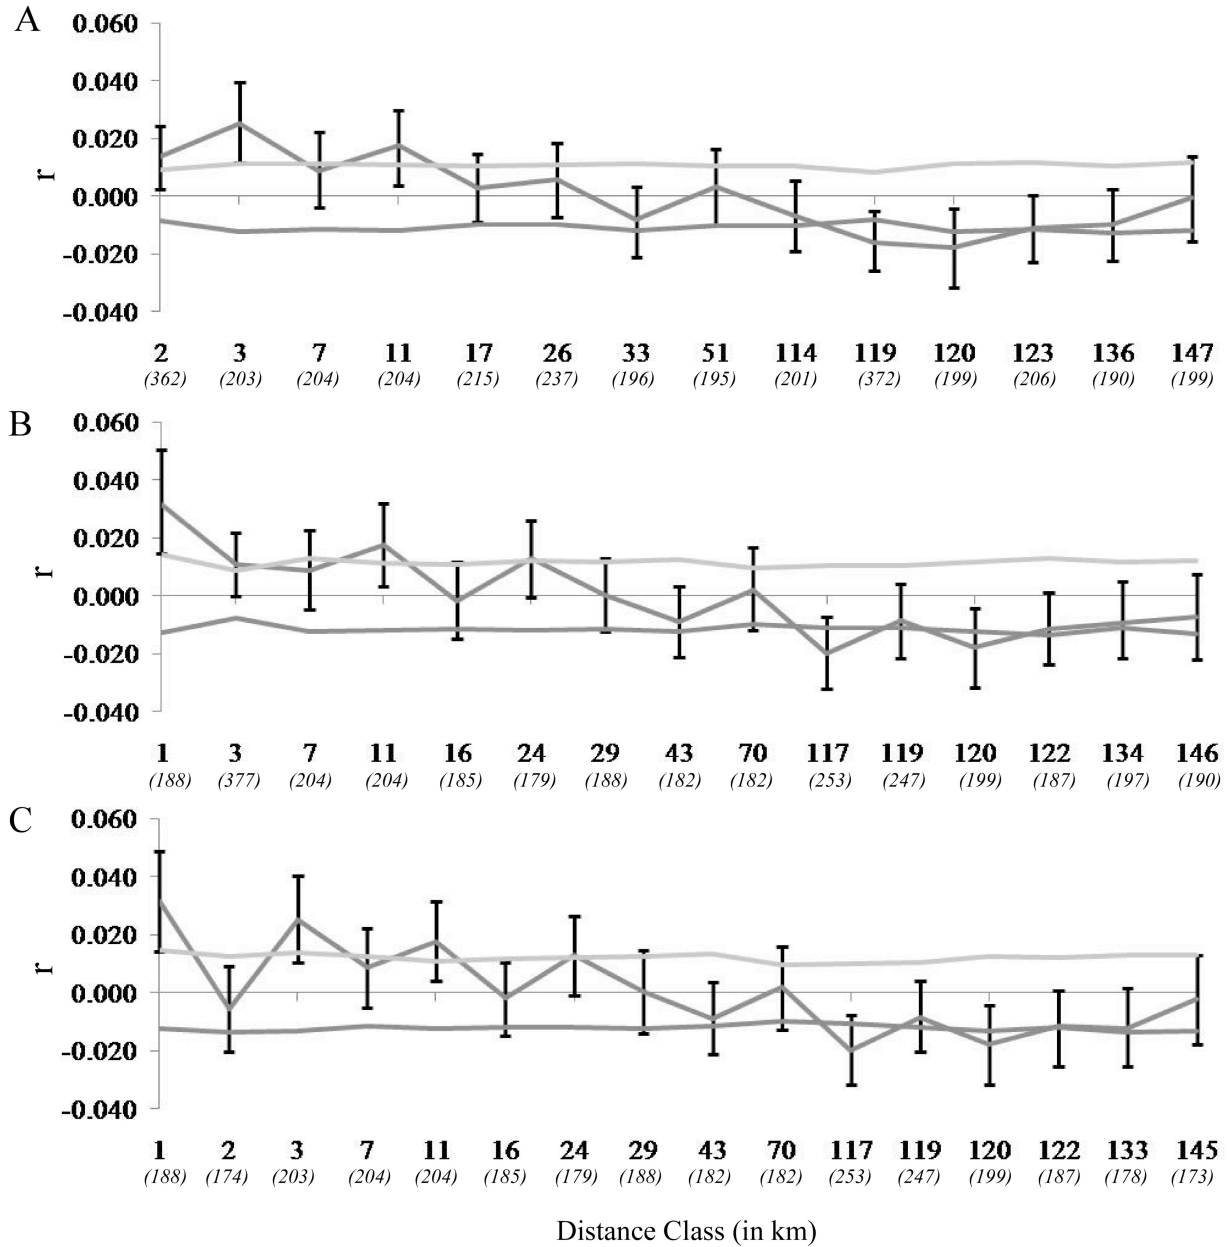 A
0.060
0.040
0.020
0.000
-0.020
-0.040
r
2 3 7 11 17 26 33 51 114 119 120 123 136 147
(362) (203) (204) (204) (215) (237) (196) (195) (201) (372) (199) (206) (190) (199)
B
0.060
0.040
0.020
0.000
-0.020
-0.040
r
1 3 7 11 16 24 29 43 70 117 119 120 122 134 146
(188) (377) (204) (204) (185) (179) (188) (182) (182) (253) (247) (199) (187) (197) (190)
C
0.060
0.040
0.020
0.000
-0.020
-0.040
r
1 2 3 7 11 16 24 29 43 70 117 119 120 122 133 145
(188) (174) (203) (204) (204) (185) (179) (188) (182) (182) (253) (247) (199) (187) (178) (173)
Distance Class (in km)